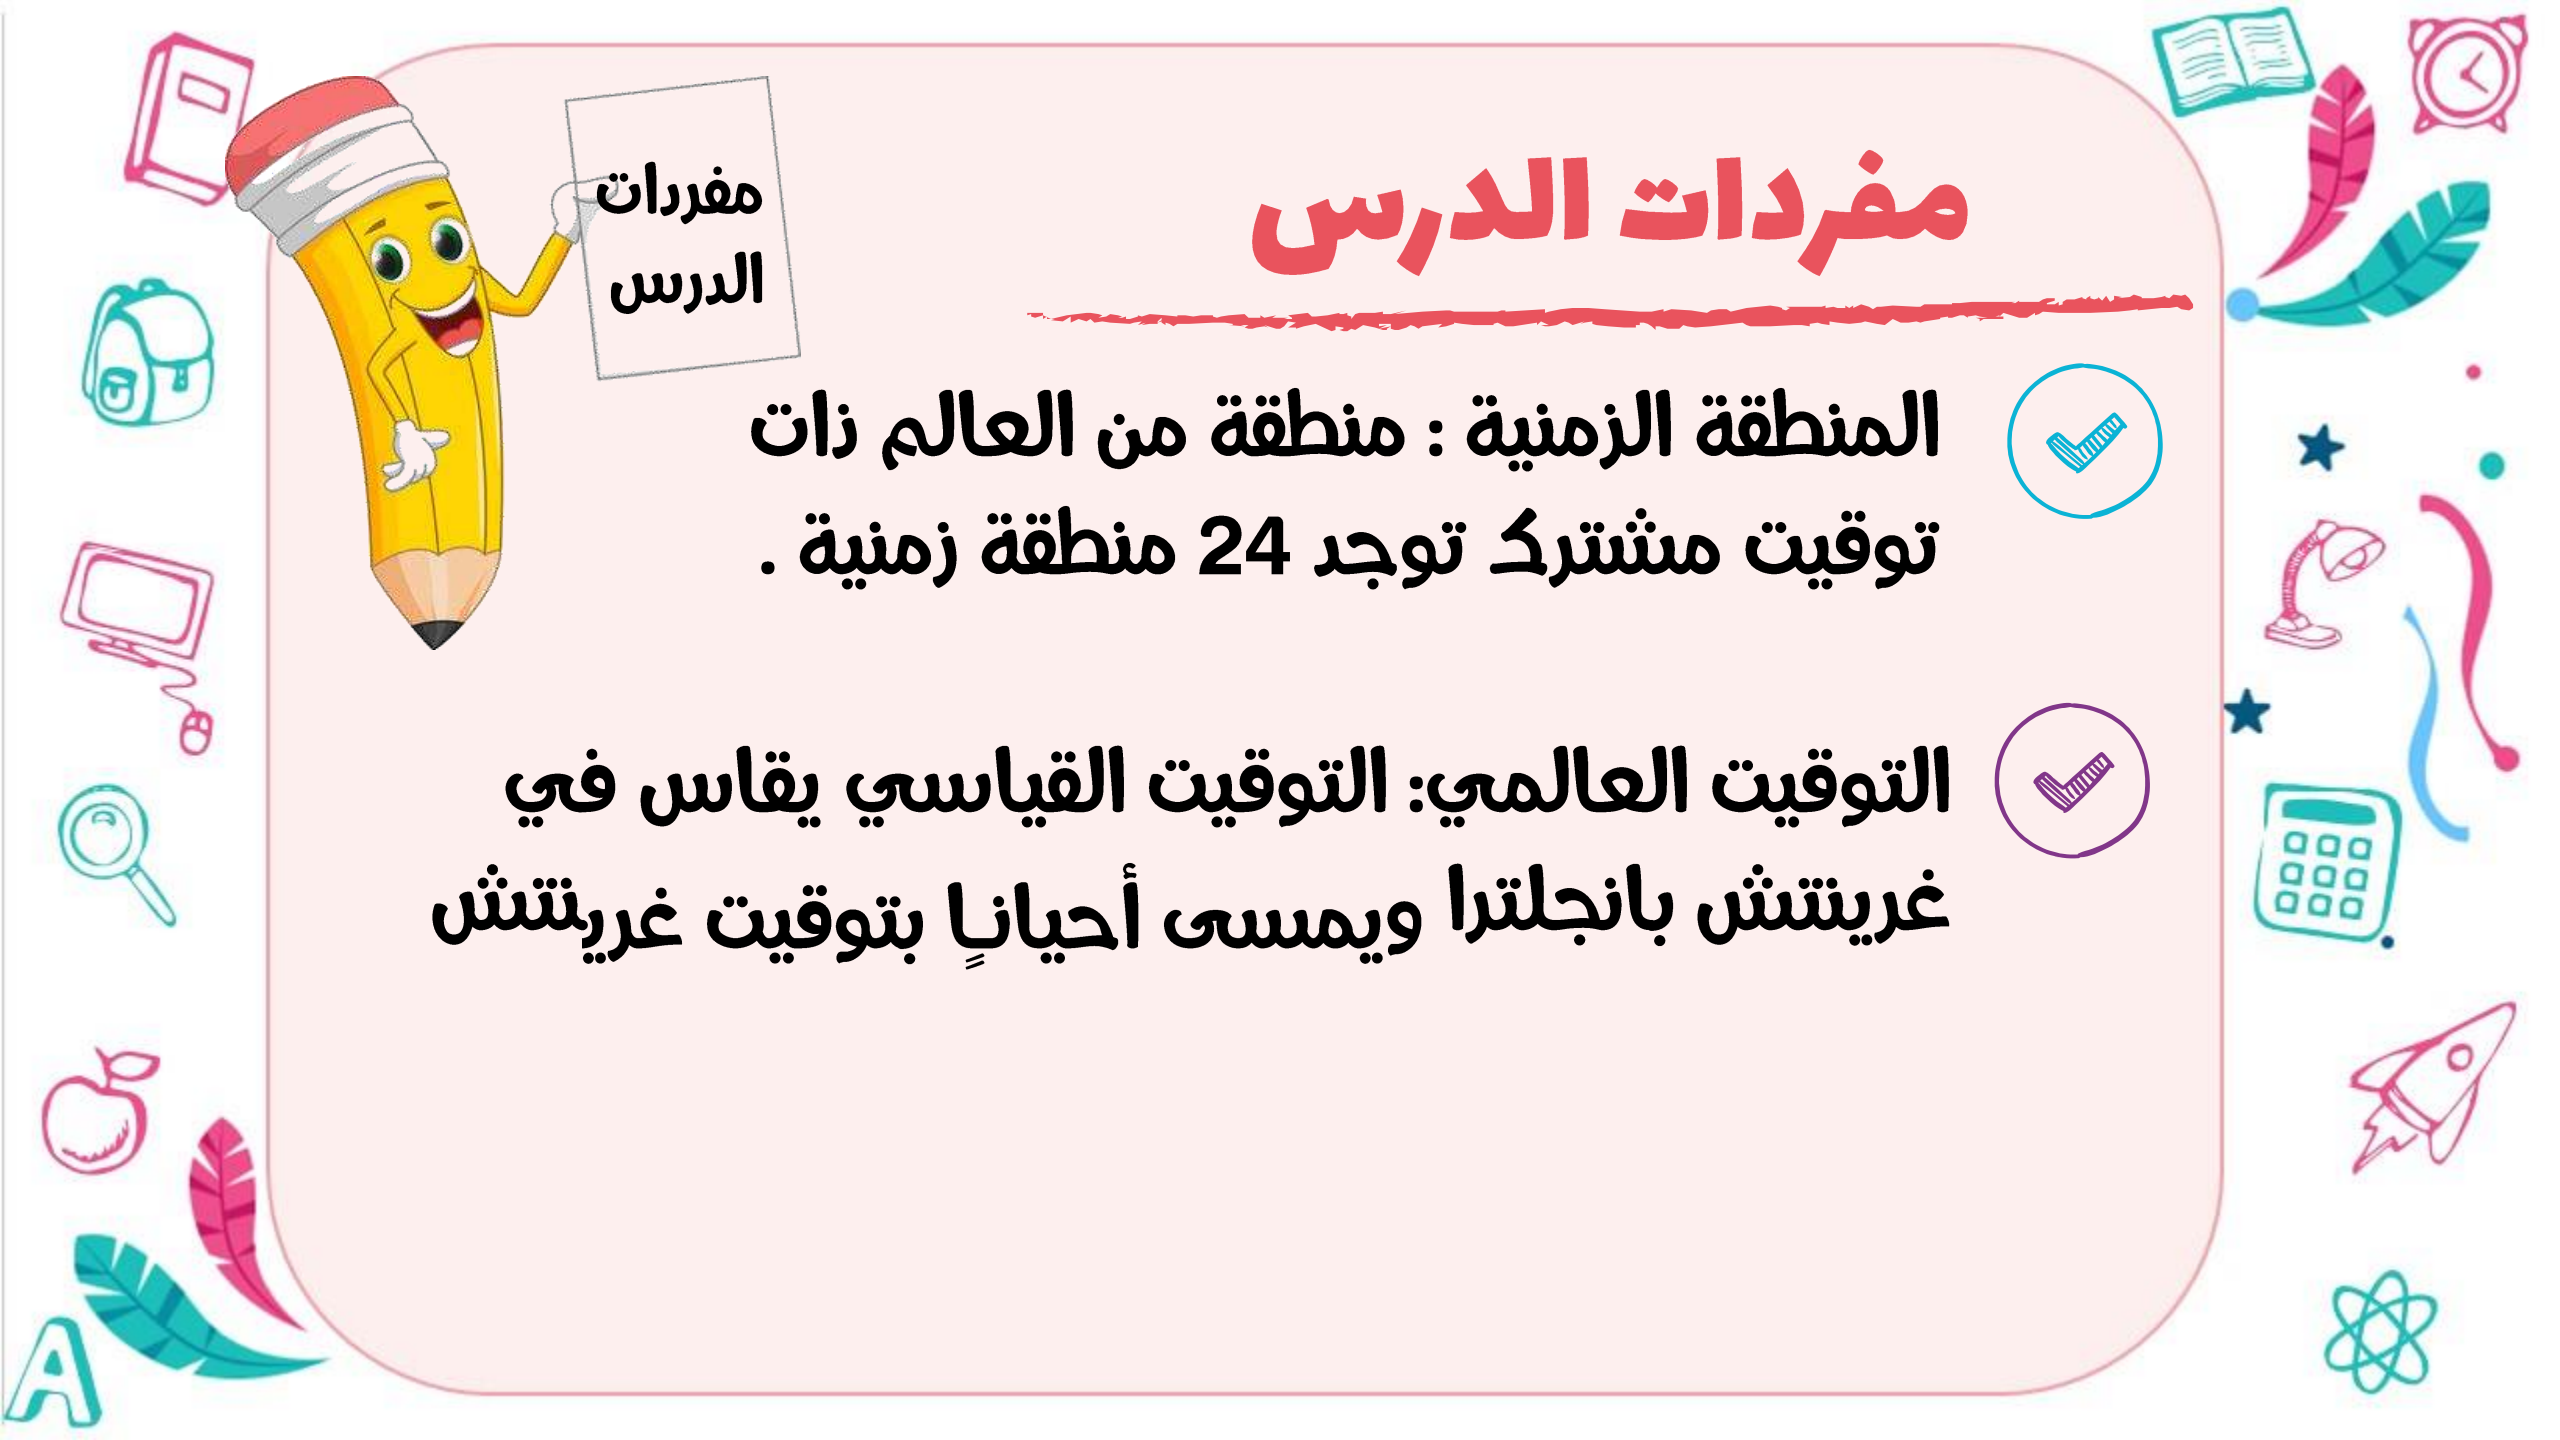 مفردات الدرس
مفردات
الدرس
المنطقة الزمنية : منطقة من العالم ذات
توقيت مشترك توجد 24 منطقة زمنية .
التوقيت العالمي: التوقيت القياسي يقاس في
غرينتش بانجلترا ويمسى أحيانـاٍ بتوقيت غرينتش
A